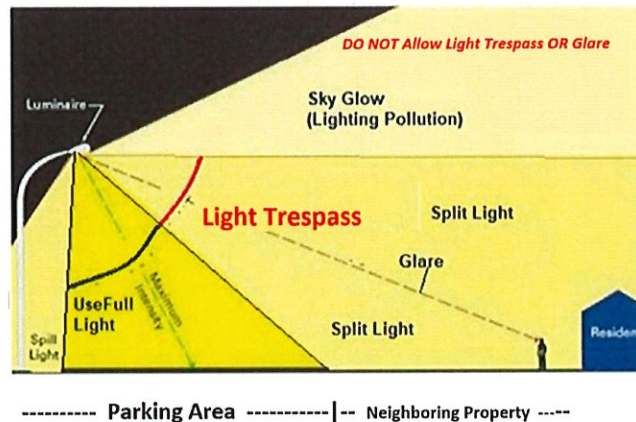 DO NOT Allow Light Trespass OR Glare
Luminaire
Sky Glow
(Lighting Pollution)
Light Trespass
Split Light
Glare
Maximum
Intensity
UseFull
Light
Split Light
Spill
Light
Residen
---------- Parking Area ----------- | -- Neighboring Property ------